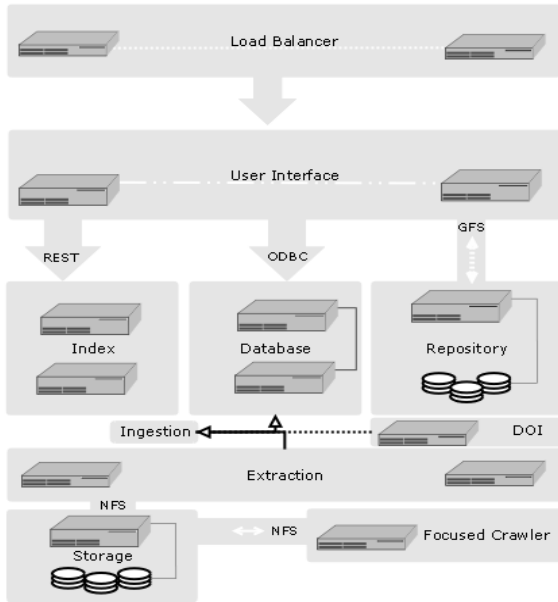 Load Balancer
User Interface
GFS
REST
ODBC
Index
Database
Repository
Ingestion
DOI
Extraction
NFS
NFS
Focused Crawler
Storage